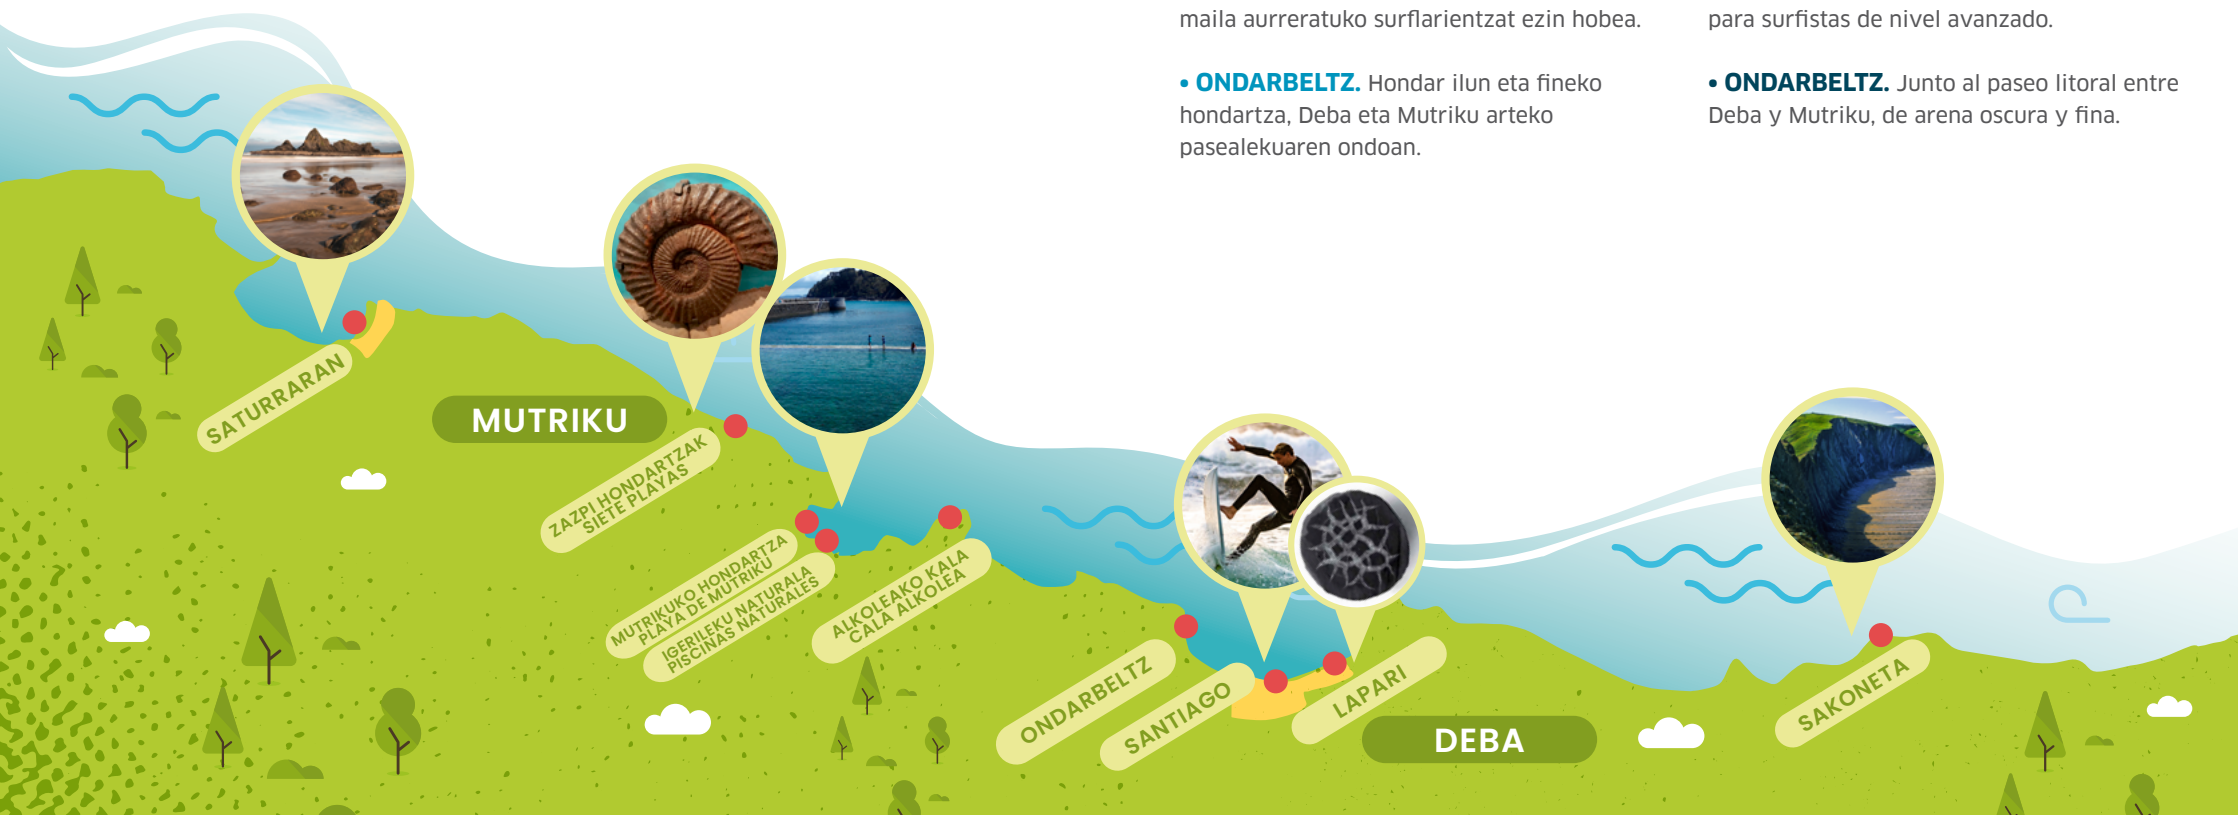 maila aurreratuko surflarientzat ezin hobea.
• ONDARBELTZ. Hondar ilun eta fineko
hondartza, Deba eta Mutriku arteko
pasealekuaren ondoan.
para surfistas de nivel avanzado.
• ONDARBELTZ. Junto al paseo litoral entre
Deba y Mutriku, de arena oscura y fina.
SATURRARAN
MUTRIKU
ZAZPI HONDARTZAK
SIETE PLAYAS
MUTRIKUKO HONDARTZA
PLAYA DE MUTRIKU
IGERILEKU NATURALA
PISCINAS NATURALES
ALKOLEAKO KALA
CALA ALKOLEA
ONDARBELTZ
SANTIAGO
LAPARI
DEBA
SAKONETA